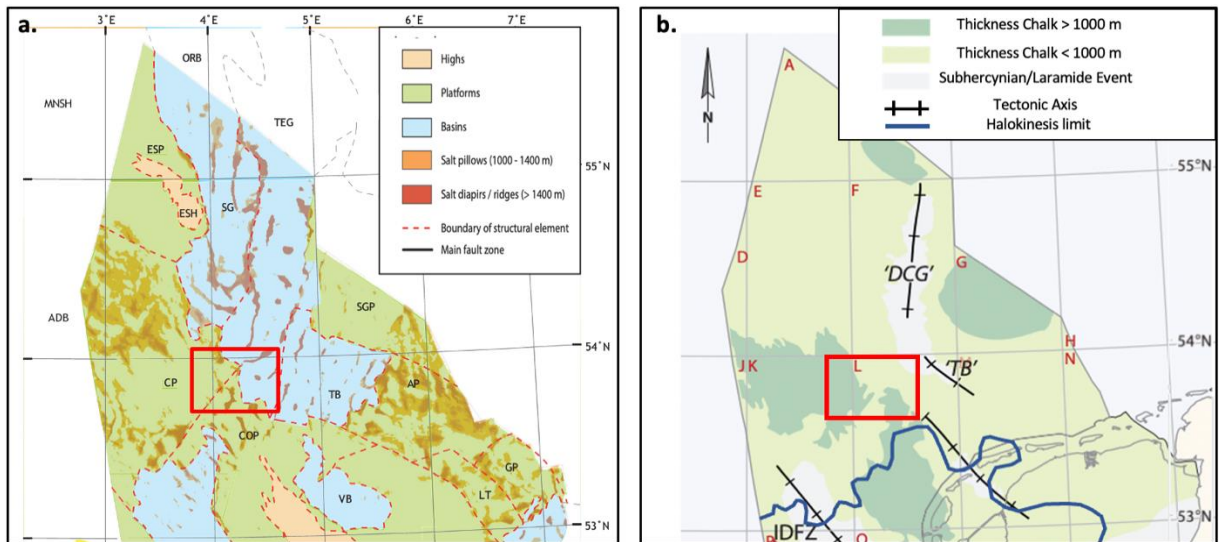 a.
3°E
4°E
5°E
6°E
7°E
ORB
MNSH
TEG
ESP
ESH
SG
ADB
SGP
CP
TB
AP
COP
GP
LT
VB
55°N
54°N
53°N
Highs
Platforms
Basins
Salt pillows (1000 - 1400 m)
Salt diapirs / ridges (> 1400 m)
Boundary of structural element
Main fault zone
b.
Thickness Chalk > 1000 m
Thickness Chalk < 1000 m
Subhercynian/Laramide Event
Tectonic Axis
Halokinesis limit
N
A
55°N
E
F
D
'DCG'
G
54°N
H
N
J K
L
'TB'
53°N
IDFZ